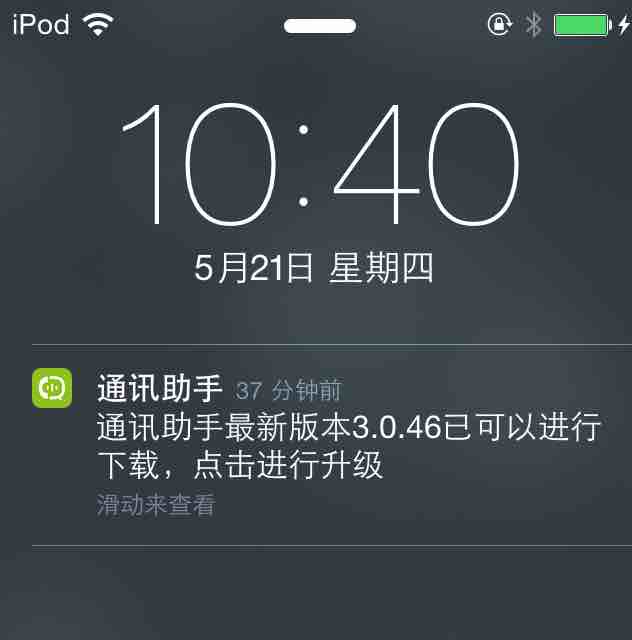 iPod
10:40
5月21日 星期四
通讯助手 37 分钟前
通讯助手最新版本3.0.46已可以进行
下载，点击进行升级
滑动来查看